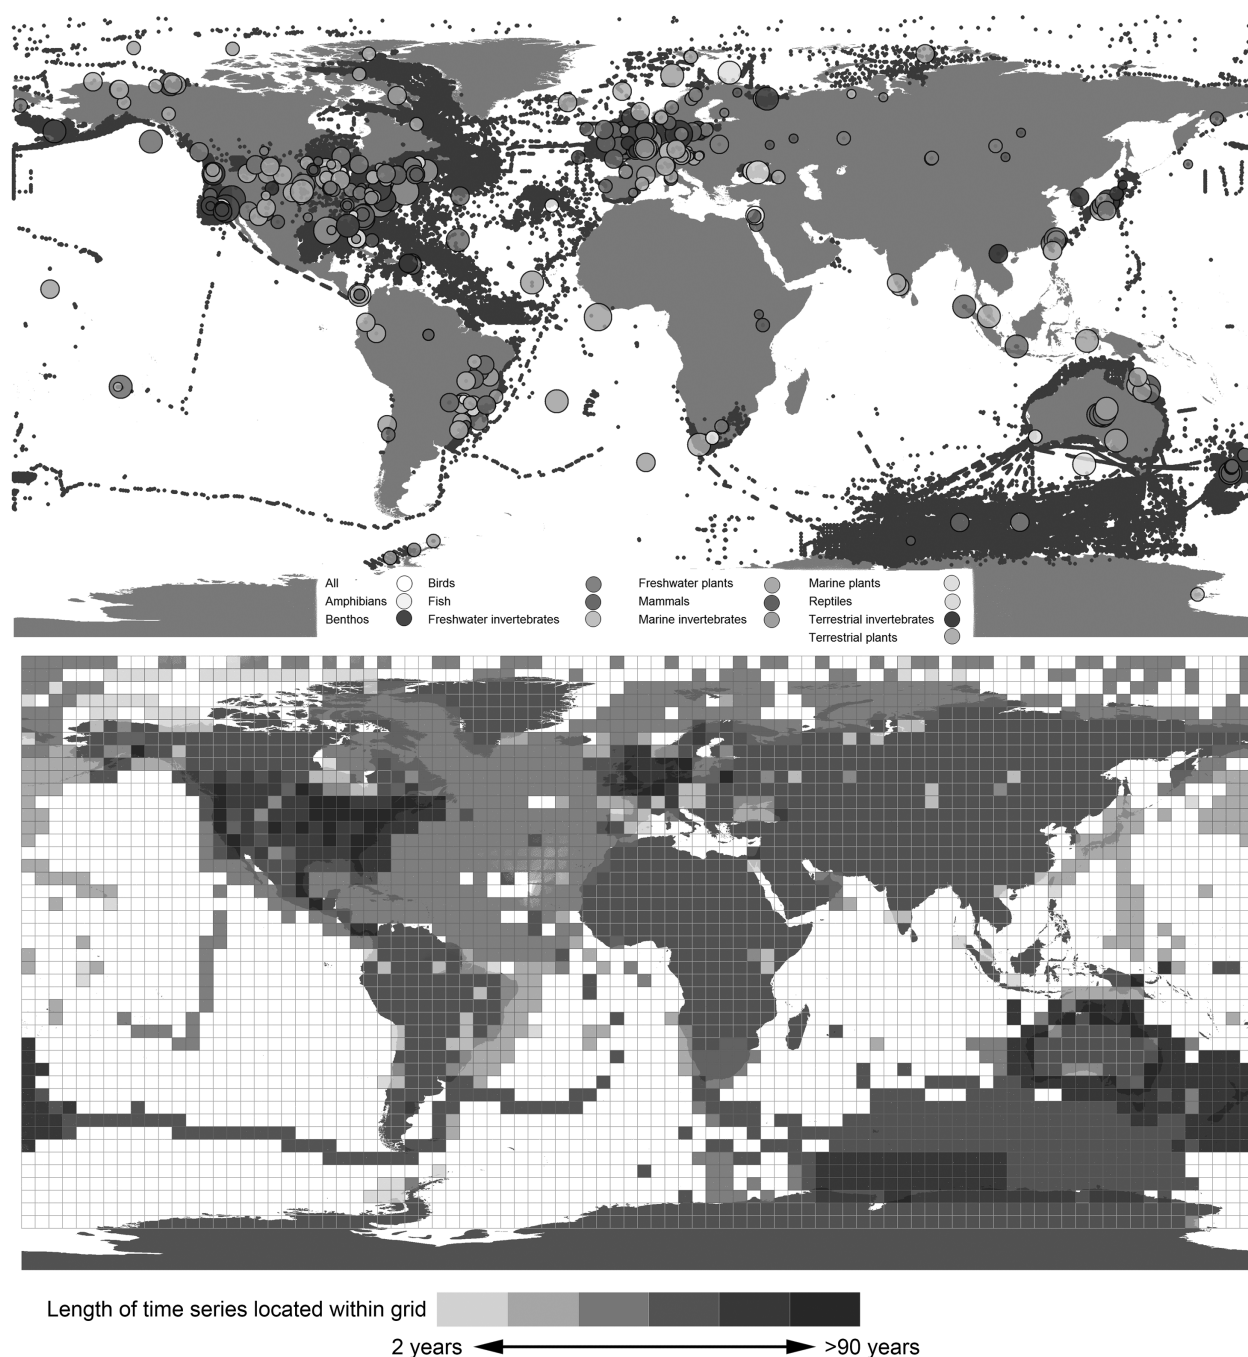 All
Birds
Freshwater plants
Marine plants
Amphibians
Fish
Mammals
Reptiles
Benthos
Freshwater invertebrates
Marine invertebrates
Terrestrial invertebrates
Terrestrial plants
Length of time series located within grid
2 years
>90 years